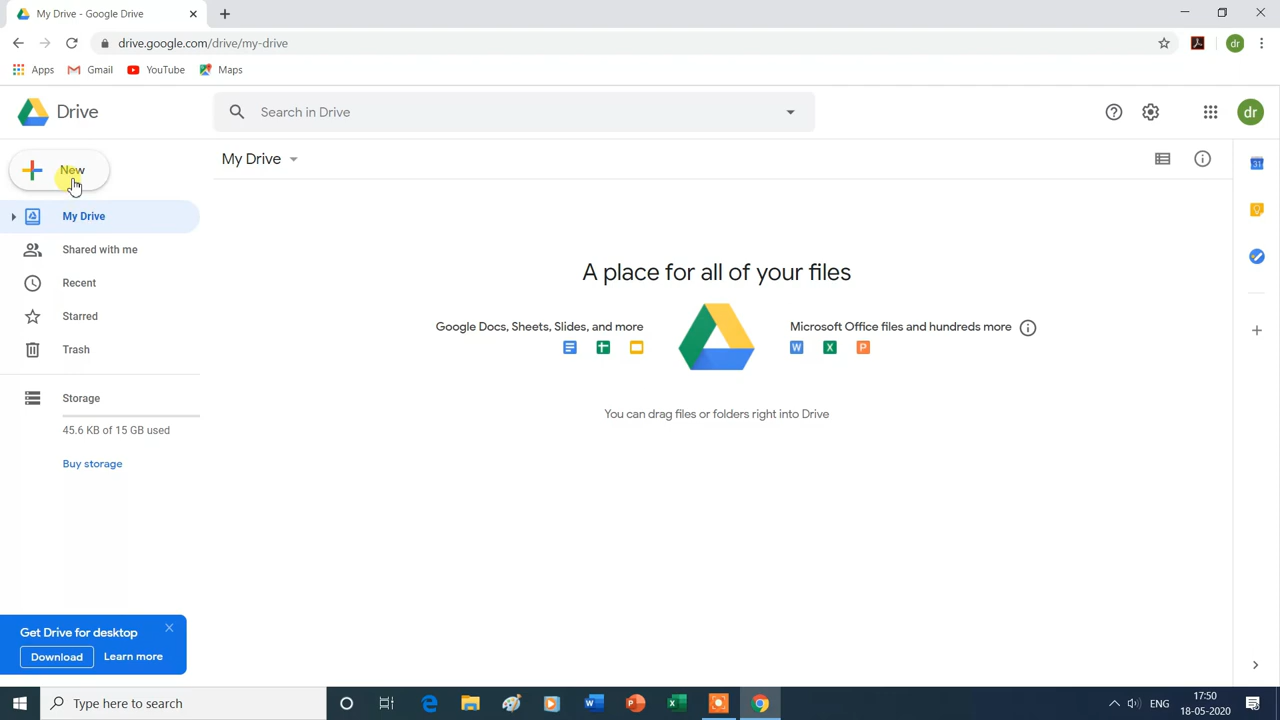 My Drive - Google Drive
drive.google.com/drive/my-drive
dr
Apps
Gmail
YouTube
Maps
Drive
Search in Drive
dr
New
My Drive
31
My Drive
Shared with me
Recent
Starred
Trash
Storage
45.6 KB of 15 GB used
Buy storage
A place for all of your files
Google Docs, Sheets, Slides, and more
Microsoft Office files and hundreds more
W X P
You can drag files or folders right into Drive
Get Drive for desktop
Download
Learn more
Type here to search
ENG
17:50
18-05-2020